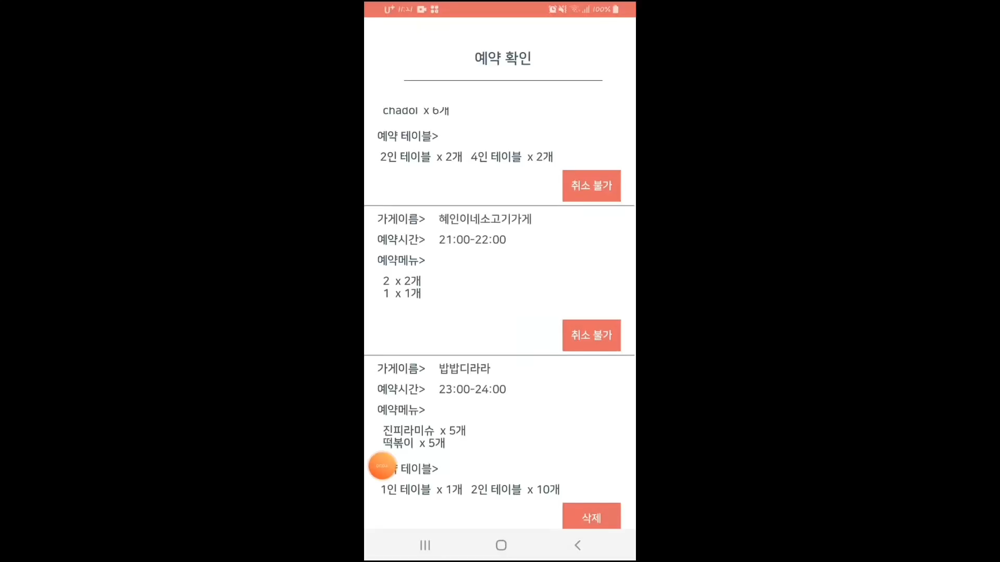 U+ 11:21 100%
예약 확인
chadol x 6개
예약 테이블>
2인 테이블 x 2개 4인 테이블 x 2개
취소 불가
가게이름> 혜인이네소고기가게
예약시간> 21:00-22:00
예약메뉴>
2 x 2개
1 x 1개
취소 불가
가게이름> 밥밥디라라
예약시간> 23:00-24:00
예약메뉴>
진피라미슈 x 5개
떡볶이 x 5개
테이블>
1인 테이블 x 1개 2인 테이블 x 10개
삭제